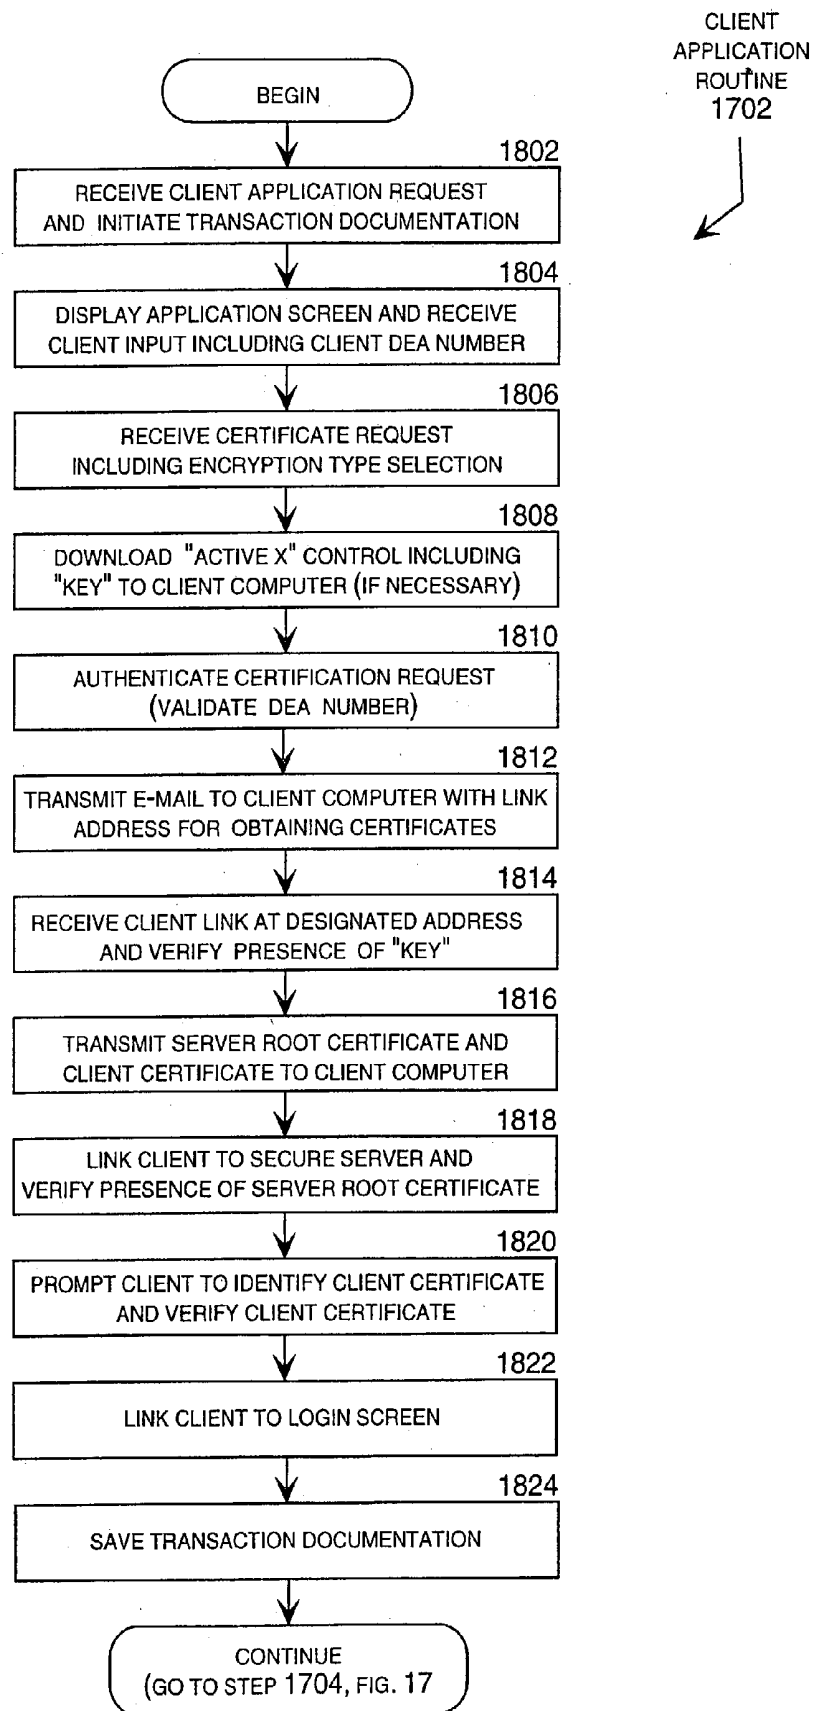 CLIENT
APPLICATION
ROUTINE
1702
BEGIN
1802
RECEIVE CLIENT APPLICATION REQUEST
AND INITIATE TRANSACTION DOCUMENTATION
1804
DISPLAY APPLICATION SCREEN AND RECEIVE
CLIENT INPUT INCLUDING CLIENT DEA NUMBER
1806
RECEIVE CERTIFICATE REQUEST
INCLUDING ENCRYPTION TYPE SELECTION
1808
DOWNLOAD "ACTIVE X" CONTROL INCLUDING
"KEY" TO CLIENT COMPUTER (IF NECESSARY)
1810
AUTHENTICATE CERTIFICATION REQUEST
(VALIDATE DEA NUMBER)
1812
TRANSMIT E-MAIL TO CLIENT COMPUTER WITH LINK
ADDRESS FOR OBTAINING CERTIFICATES
1814
RECEIVE CLIENT LINK AT DESIGNATED ADDRESS
AND VERIFY PRESENCE OF "KEY"
1816
TRANSMIT SERVER ROOT CERTIFICATE AND
CLIENT CERTIFICATE TO CLIENT COMPUTER
1818
LINK CLIENT TO SECURE SERVER AND
VERIFY PRESENCE OF SERVER ROOT CERTIFICATE
1820
PROMPT CLIENT TO IDENTIFY CLIENT CERTIFICATE
AND VERIFY CLIENT CERTIFICATE
1822
LINK CLIENT TO LOGIN SCREEN
1824
SAVE TRANSACTION DOCUMENTATION
CONTINUE
(GO TO STEP 1704, FIG. 17